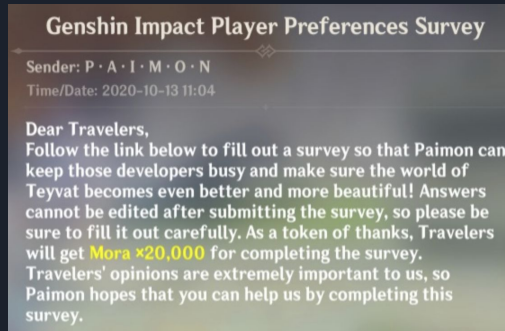 Genshin Impact Player Preferences Survey
Sender: P・A・I・M・O・N
Time/Date: 2020-10-13 11:04
Dear Travelers,
Follow the link below to fill out a survey so that Paimon can
keep those developers busy and make sure the world of
Teyvat becomes even better and more beautiful! Answers
cannot be edited after submitting the survey, so please be
sure to fill it out carefully. As a token of thanks, Travelers
will get Mora ×20,000 for completing the survey.
Travelers' opinions are extremely important to us, so
Paimon hopes that you can help us by completing this
survey.